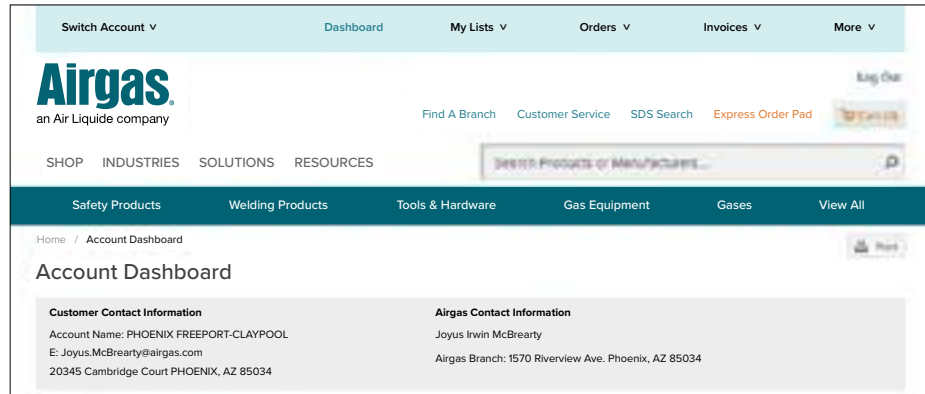 Switch Account ˅ Dashboard My Lists ˅ Orders ˅ Invoices ˅ More ˅
Log Out
Airgas®
an Air Liquide company
Find A Branch Customer Service SDS Search Express Order Pad
SHOP INDUSTRIES SOLUTIONS RESOURCES Search Products or Manufacturers...
Safety Products Welding Products Tools & Hardware Gas Equipment Gases View All
Home / Account Dashboard Print
Account Dashboard
Customer Contact Information Airgas Contact Information
Account Name: PHOENIX FREEPORT-CLAYPOOL Joyus Irwin McBrearty
E: Joyus.McBrearty@airgas.com Airgas Branch: 1570 Riverview Ave. Phoenix, AZ 85034
20345 Cambridge Court PHOENIX, AZ 85034